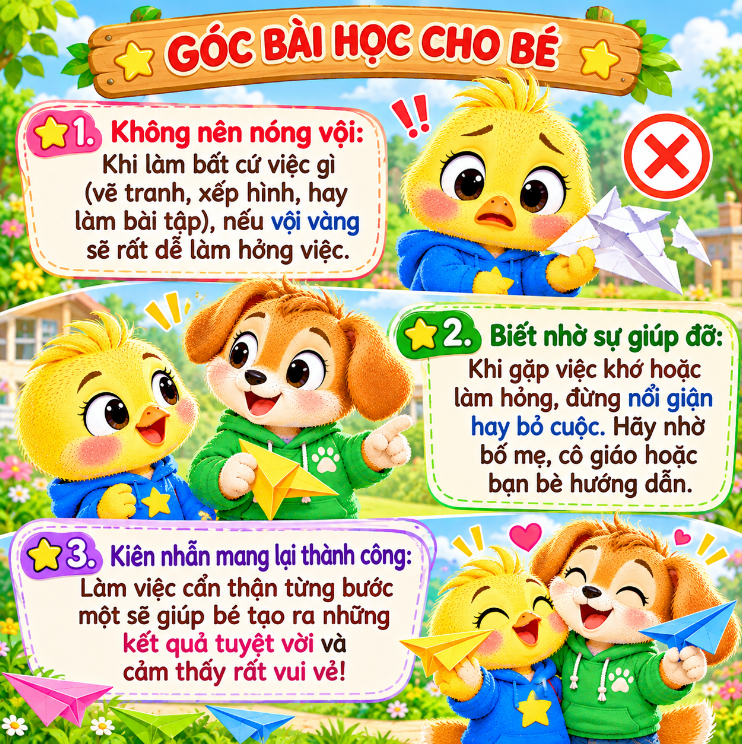 GÓC BÀI HỌC CHO BÉ
1. Không nên nóng vội:
Khi làm bất cứ việc gì
(vẽ tranh, xếp hình, hay
làm bài tập), nếu vội vàng
sẽ rất dễ làm hỏng việc.
!!
2. Biết nhờ sự giúp đỡ:
Khi gặp việc khớ hoặc
làm hỏng, đừng nổi giận
hay bỏ cuộc. Hãy nhờ
bố mẹ, cô giáo hoặc
bạn bè hướng dẫn.
3. Kiên nhẫn mang lại thành công:
Làm việc cẩn thận từng bước
một sẽ giúp bé tạo ra những
kết quả tuyệt vời và
cảm thấy rất vui vẻ!